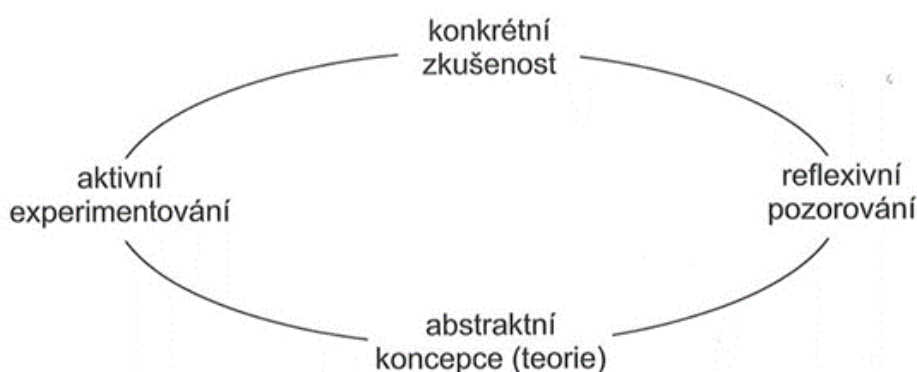 konkrétní
zkušenost
aktivní
experimentování
reflexivní
pozorování
abstraktní
koncepce (teorie)